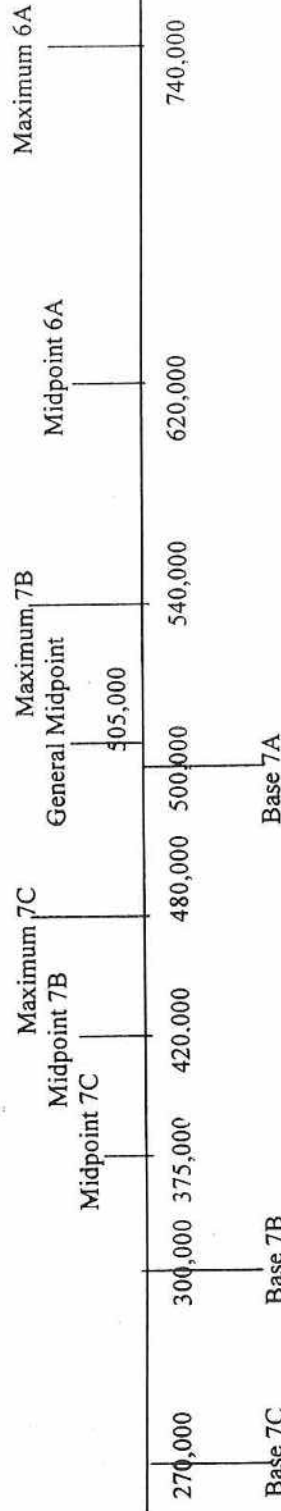 Maximum 6A
Midpoint 6A
Maximum 7B
General Midpoint
505,000
Maximum 7C
Midpoint 7B
Midpoint 7C
270,000
300,000
375,000
420.000
480,000
500,000
540,000
620,000
740,000
Base 7C
Base 7B
Base 7A